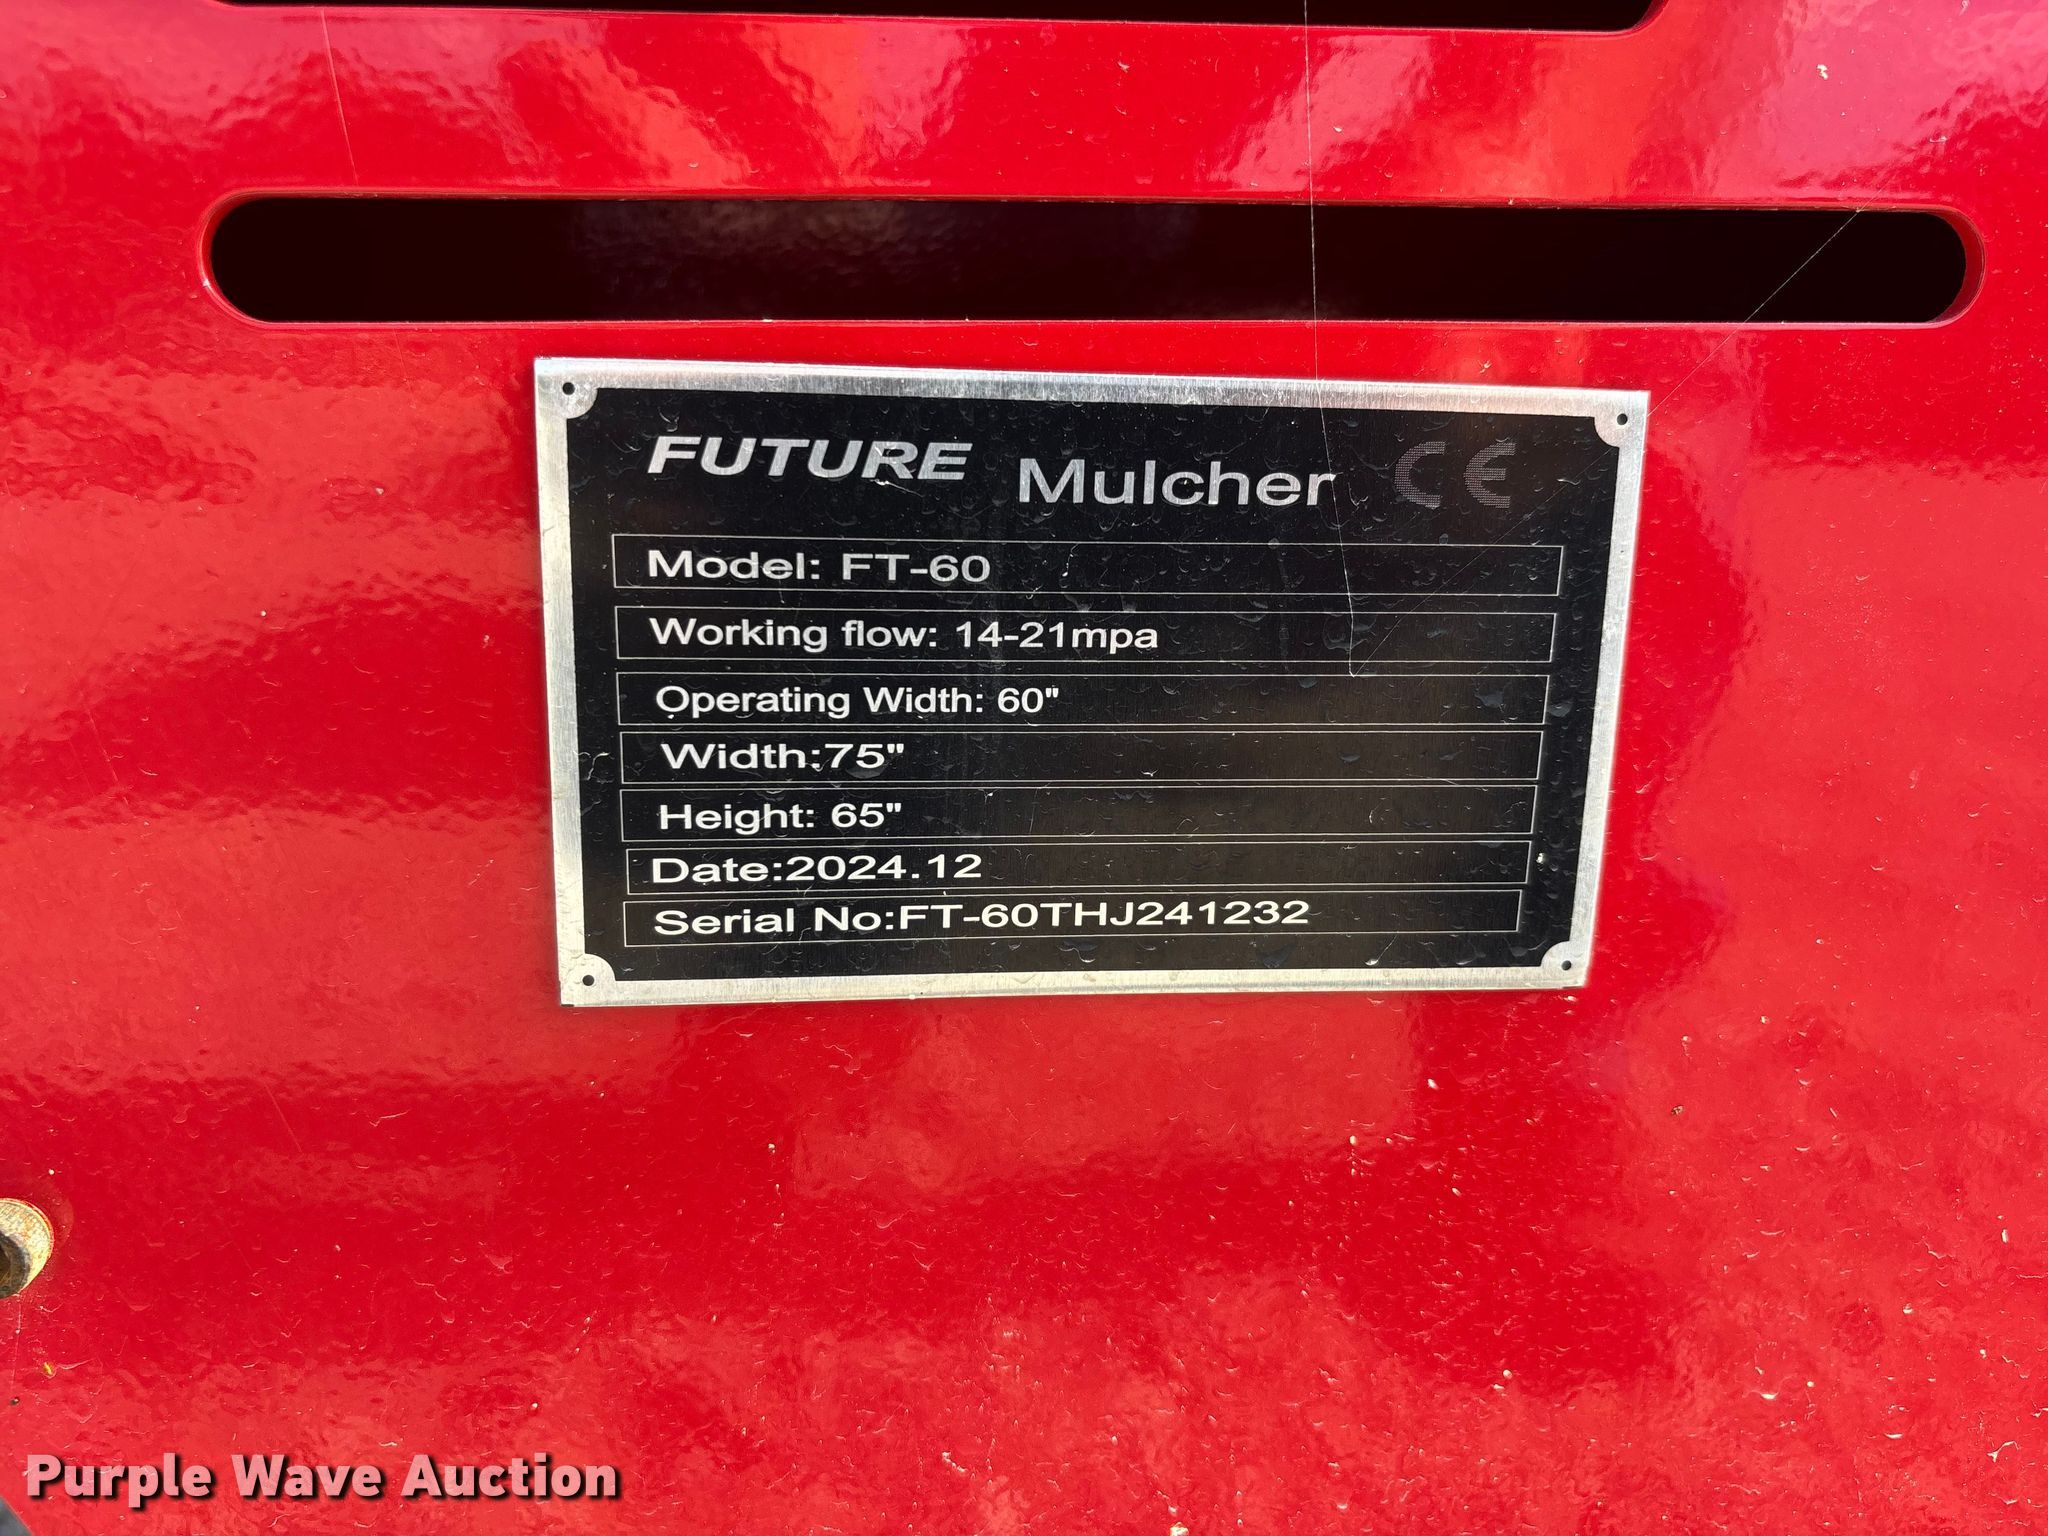 FUTURE Mulcher CE
Model: FT-60
Working flow: 14-21mpa
Operating Width: 60"
Width:75"
Height: 65"
Date:2024.12
Serial No:FT-60THJ241232
Purple Wave Auction